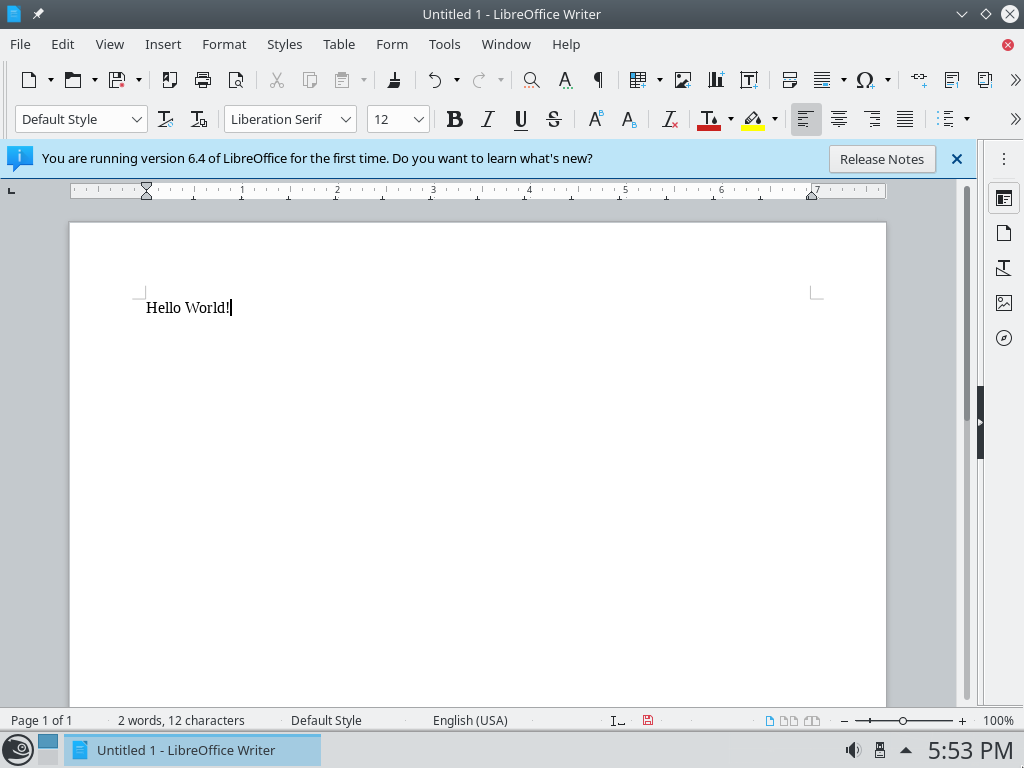 Untitled 1 - LibreOffice Writer
File Edit View Insert Format Styles Table Form Tools Window Help
Default Style Liberation Serif 12
You are running version 6.4 of LibreOffice for the first time. Do you want to learn what's new? Release Notes
1 2 3 4 5 6 7
Hello World!
Page 1 of 1 2 words, 12 characters Default Style English (USA) 100%
Untitled 1 - LibreOffice Writer 5:53 PM